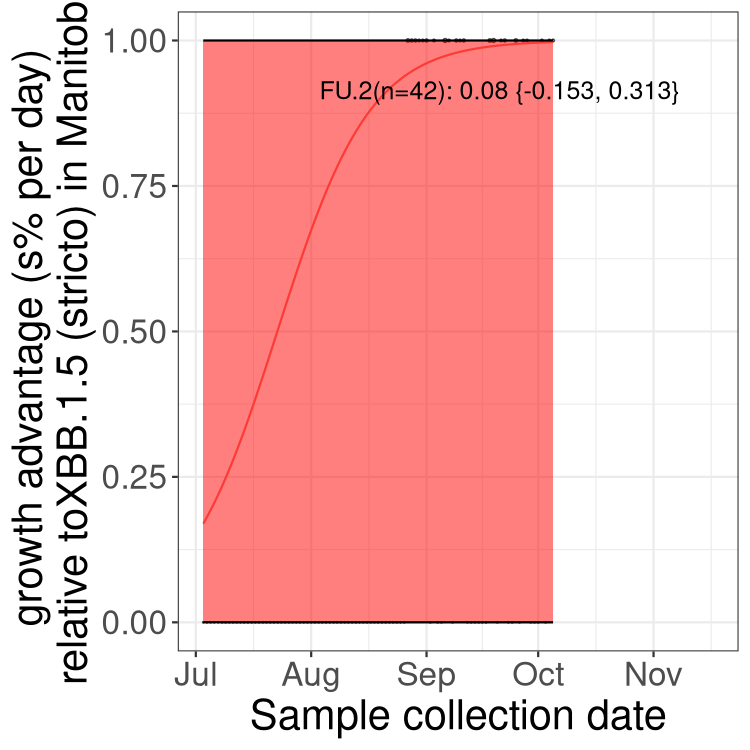 growth advantage (s% per day)
relative toXBB.1.5 (stricto) in Manitob
1.00
0.75
0.50
0.25
0.00
FU.2(n=42): 0.08 {-0.153, 0.313}
Jul Aug Sep Oct Nov
Sample collection date